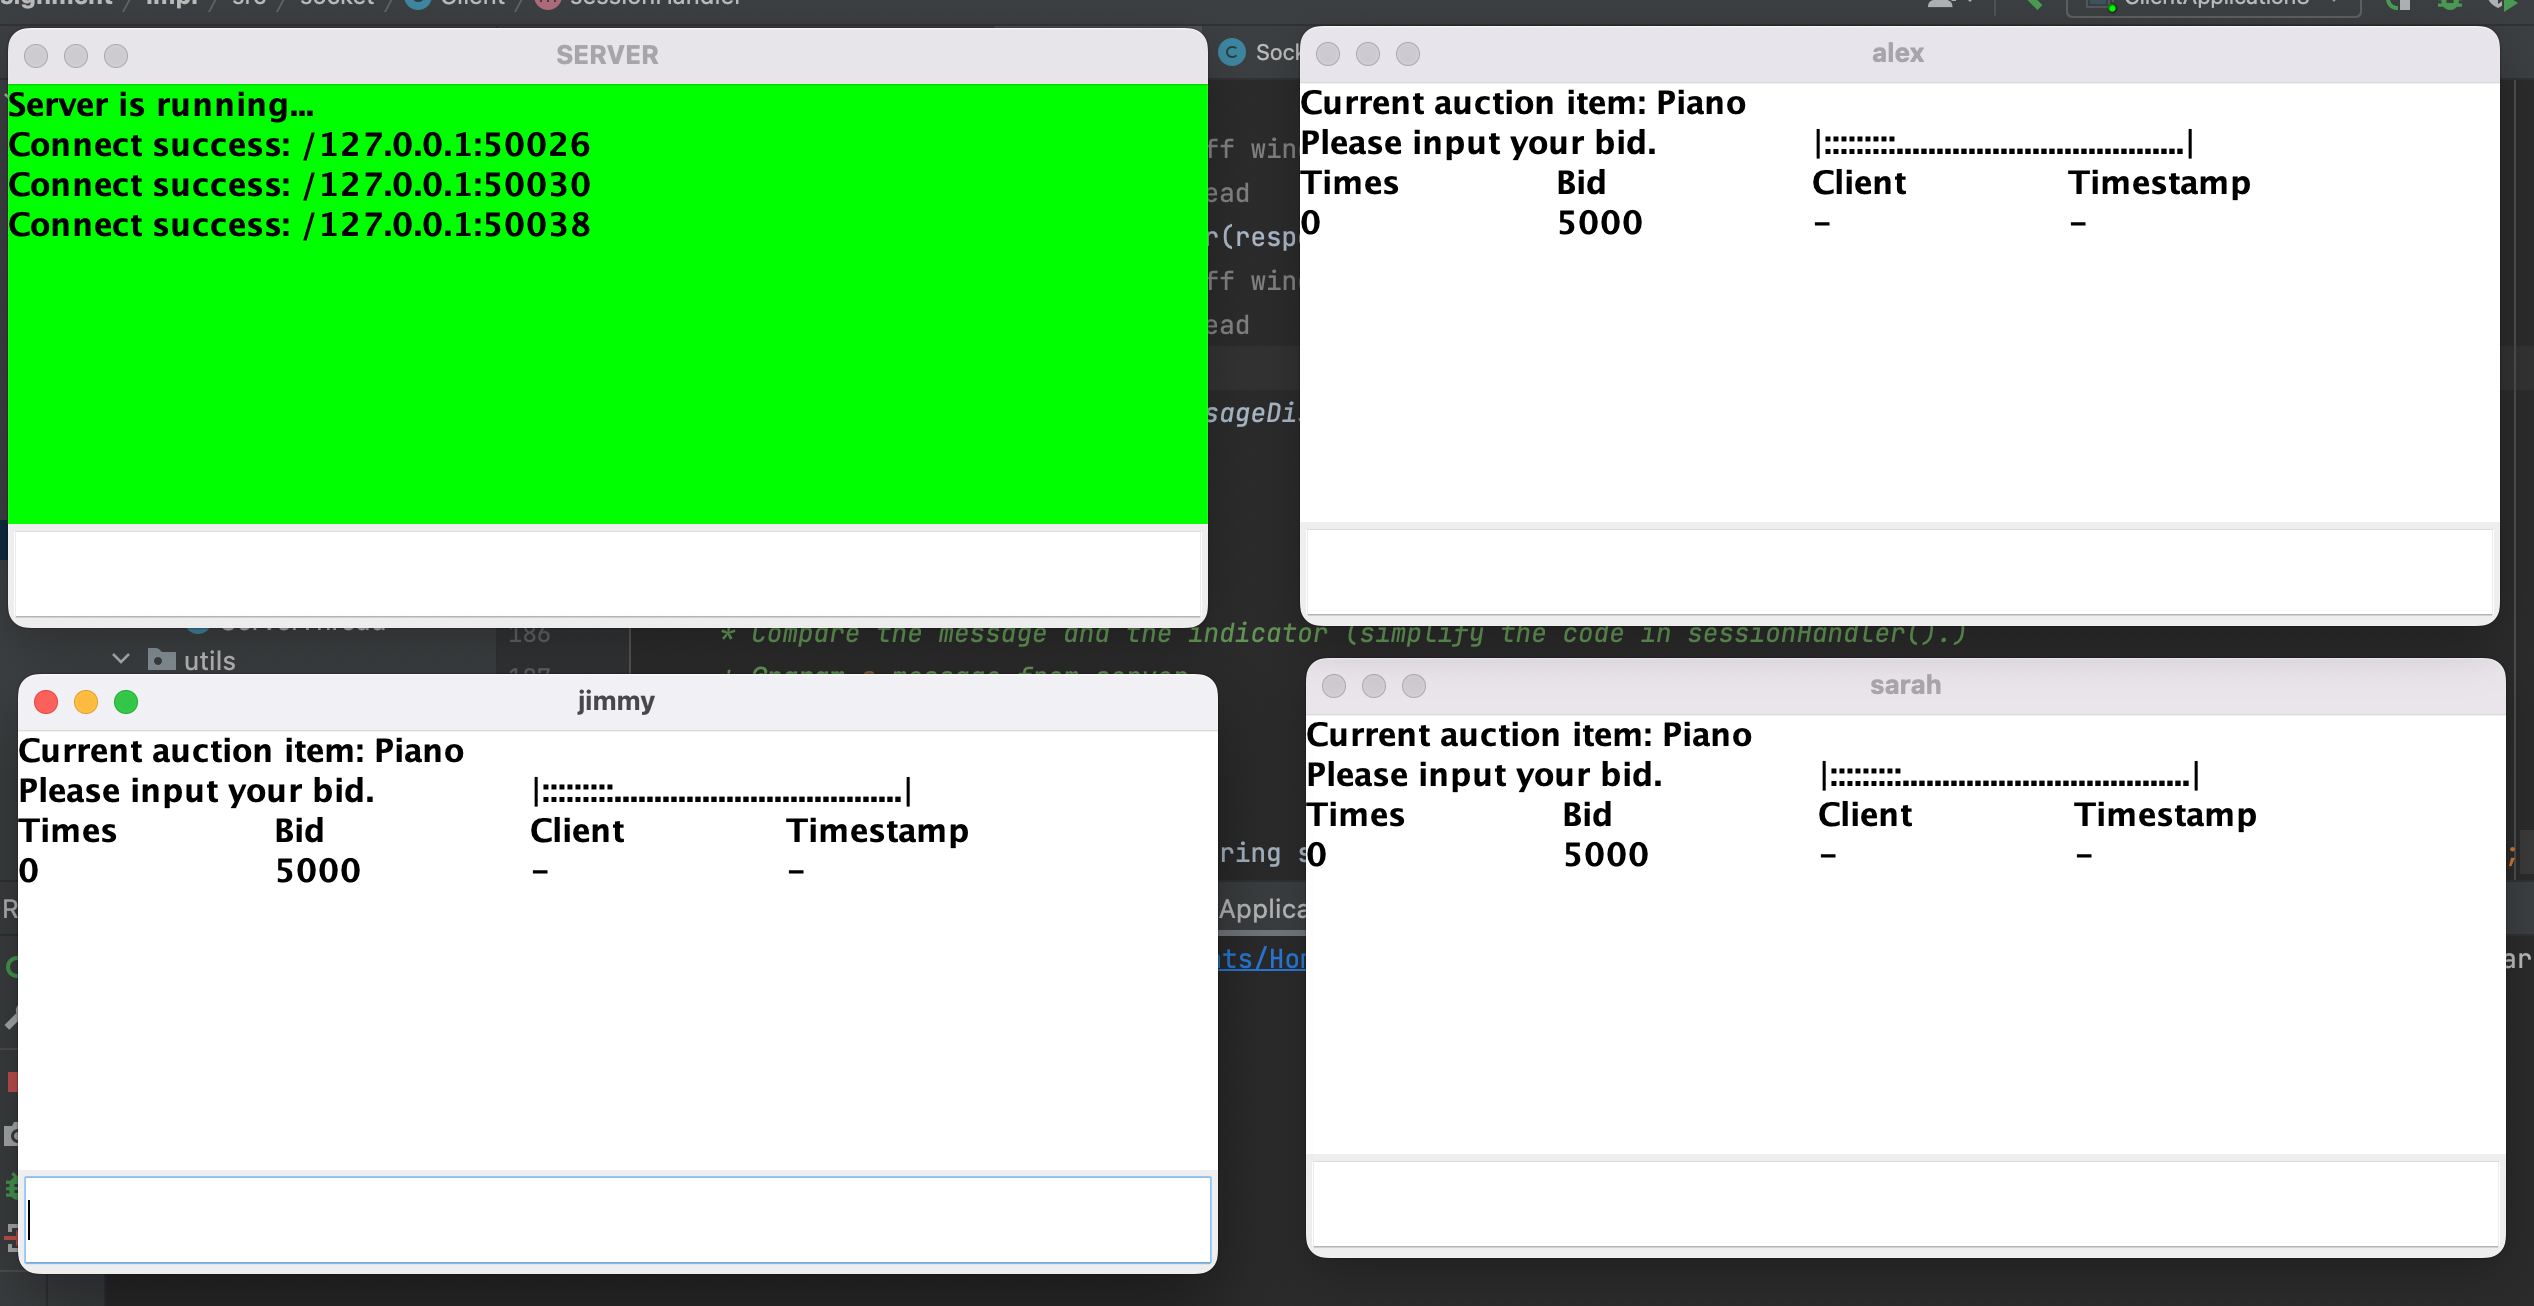 SERVER
Server is running...
Connect success: /127.0.0.1:50026
Connect success: /127.0.0.1:50030
Connect success: /127.0.0.1:50038
alex
Current auction item: Piano
Please input your bid. |:::::::::....................................|
Times Bid Client Timestamp
0 5000 – –
186 * Compare the message and the indicator (simplify the code in sessionHandler().)
utils
jimmy
Current auction item: Piano
Please input your bid. |:::::::::....................................|
Times Bid Client Timestamp
0 5000 – –
sarah
Current auction item: Piano
Please input your bid. |:::::::::....................................|
Times Bid Client Timestamp
0 5000 – –